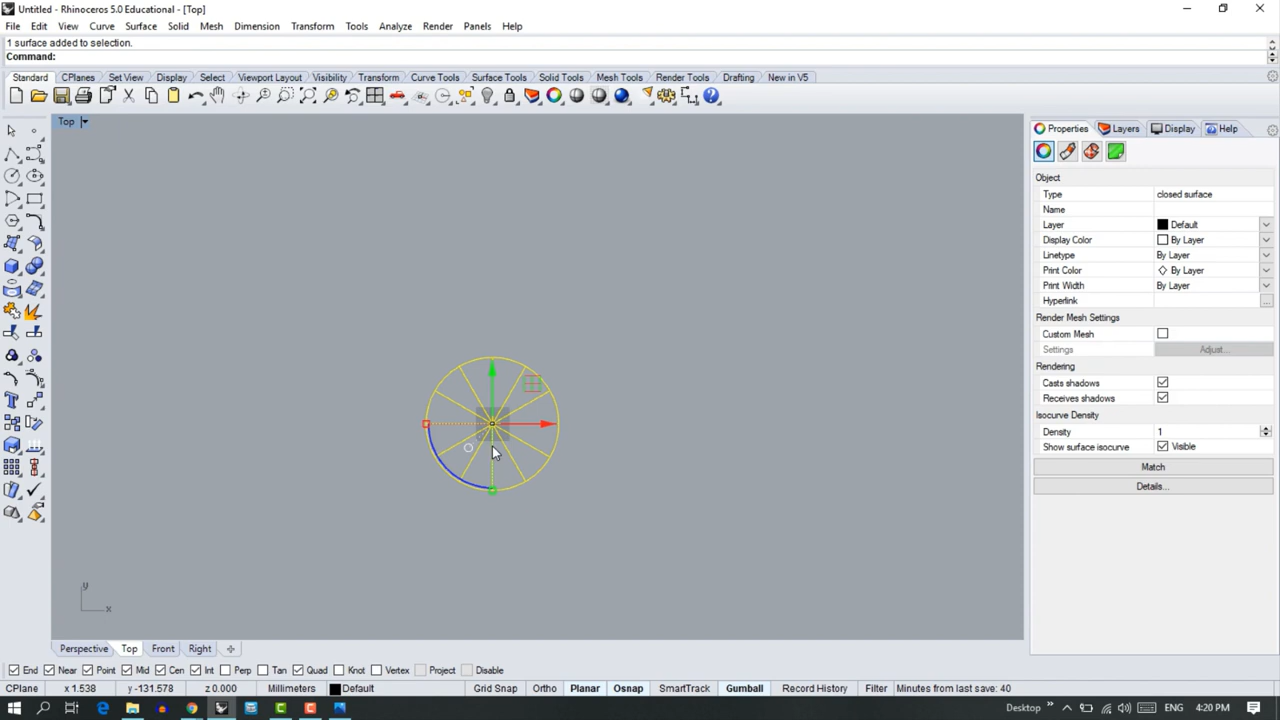 Untitled - Rhinoceros 5.0 Educational - [Top]
File Edit View Curve Surface Solid Mesh Dimension Transform Tools Analyze Render Panels Help
1 surface added to selection.
Command:
Standard CPlanes Set View Display Select Viewport Layout Visibility Transform Curve Tools Surface Tools Solid Tools Mesh Tools Render Tools Drafting New in V5
Top
Properties Layers Display Help
Object
Type closed surface
Name
Layer Default
Display Color By Layer
Linetype By Layer
Print Color By Layer
Print Width By Layer
Hyperlink ...
Render Mesh Settings
Custom Mesh
Settings Adjust...
Rendering
Casts shadows
Receives shadows
Isocurve Density
Density 1
Show surface isocurve Visible
Match
Details...
y
x
Perspective Top Front Right
End Near Point Mid Cen Int Perp Tan Quad Knot Vertex Project Disable
CPlane x 1.538 y -131.578 z 0.000 Millimeters Default Grid Snap Ortho Planar Osnap SmartTrack Gumball Record History Filter Minutes from last save: 40
Desktop ENG 4:20 PM